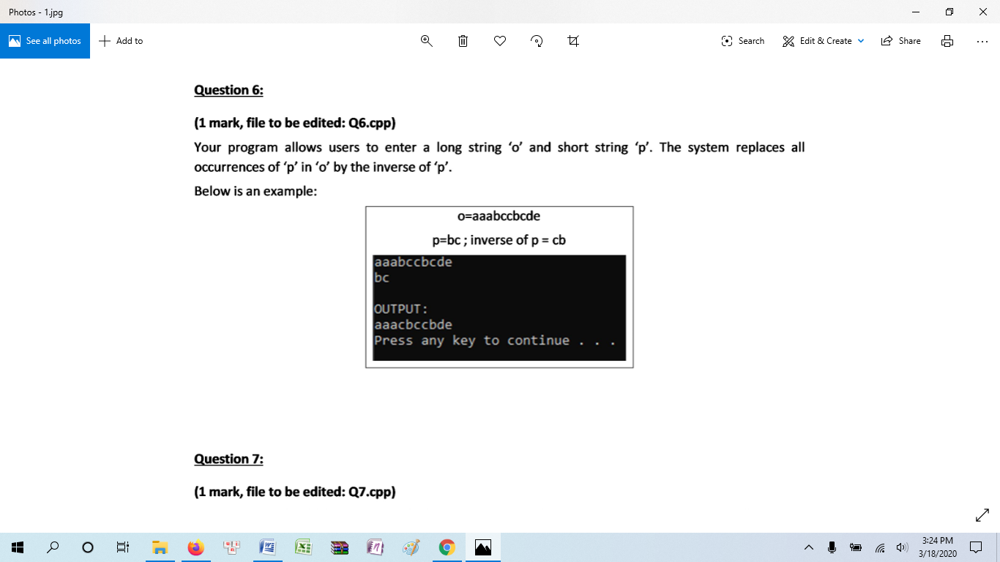 Photos - 1.jpg
See all photos
Add to
Search
Edit & Create
Share
Question 6:
(1 mark, file to be edited: Q6.cpp)
Your program allows users to enter a long string ‘o’ and short string ‘p’. The system replaces all
occurrences of ‘p’ in ‘o’ by the inverse of ‘p’.
Below is an example:
o=aaabccbcde
p=bc ; inverse of p = cb
aaabccbcde
bc
OUTPUT:
aaacbccbde
Press any key to continue . . .
Question 7:
(1 mark, file to be edited: Q7.cpp)
3:24 PM
3/18/2020